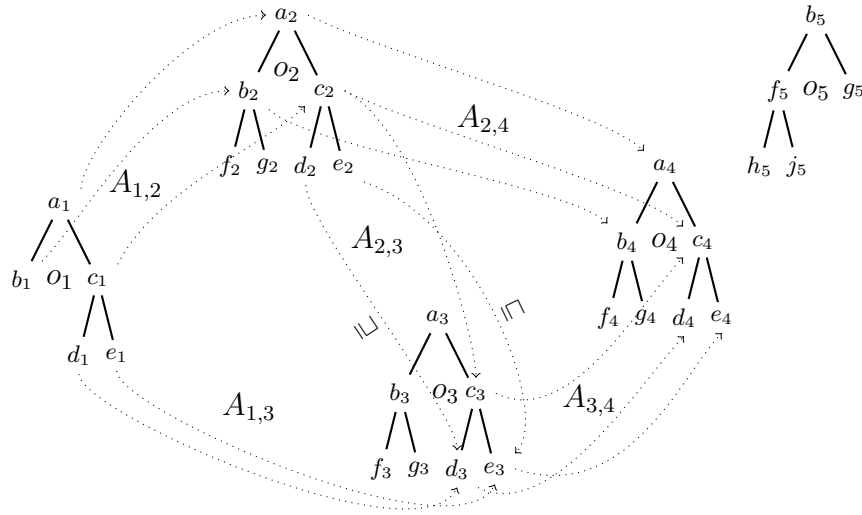 a₂
b₅
o₂
b₂ c₂
f₅ o₅ g₅
A₂,₄
f₂ g₂ d₂ e₂
a₄
h₅ j₅
A₁,₂
a₁
A₂,₃
b₄ o₄ c₄
b₁ o₁ c₁
⊑
a₃
f₄ g₄ d₄ e₄
⊒
d₁ e₁
b₃ o₃ c₃
A₁,₃
A₃,₄
f₃ g₃ d₃ e₃